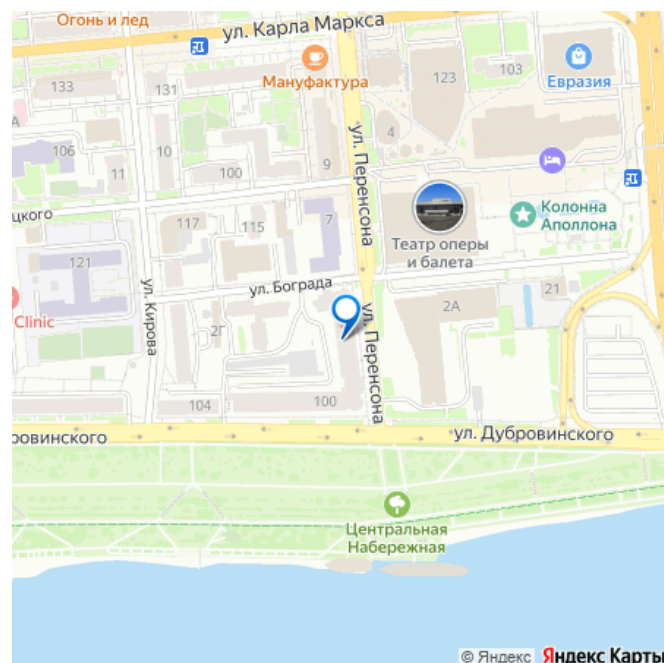 Огонь и лед
ул. Карла Маркса
133
131
Мануфактура
123
103
Евразия
А
106
11
10
100
9
4
ул. Перенсона
цкого
117
115
7
Колонна
Аполлона
Театр оперы
и балета
121
ул. Кирова
ул. Бограда
21
Clinic
2Г
2А
ул. Перенсона
104
100
ровинского
ул. Дубровинского
Центральная
Набережная
© Яндекс Яндекс Карты